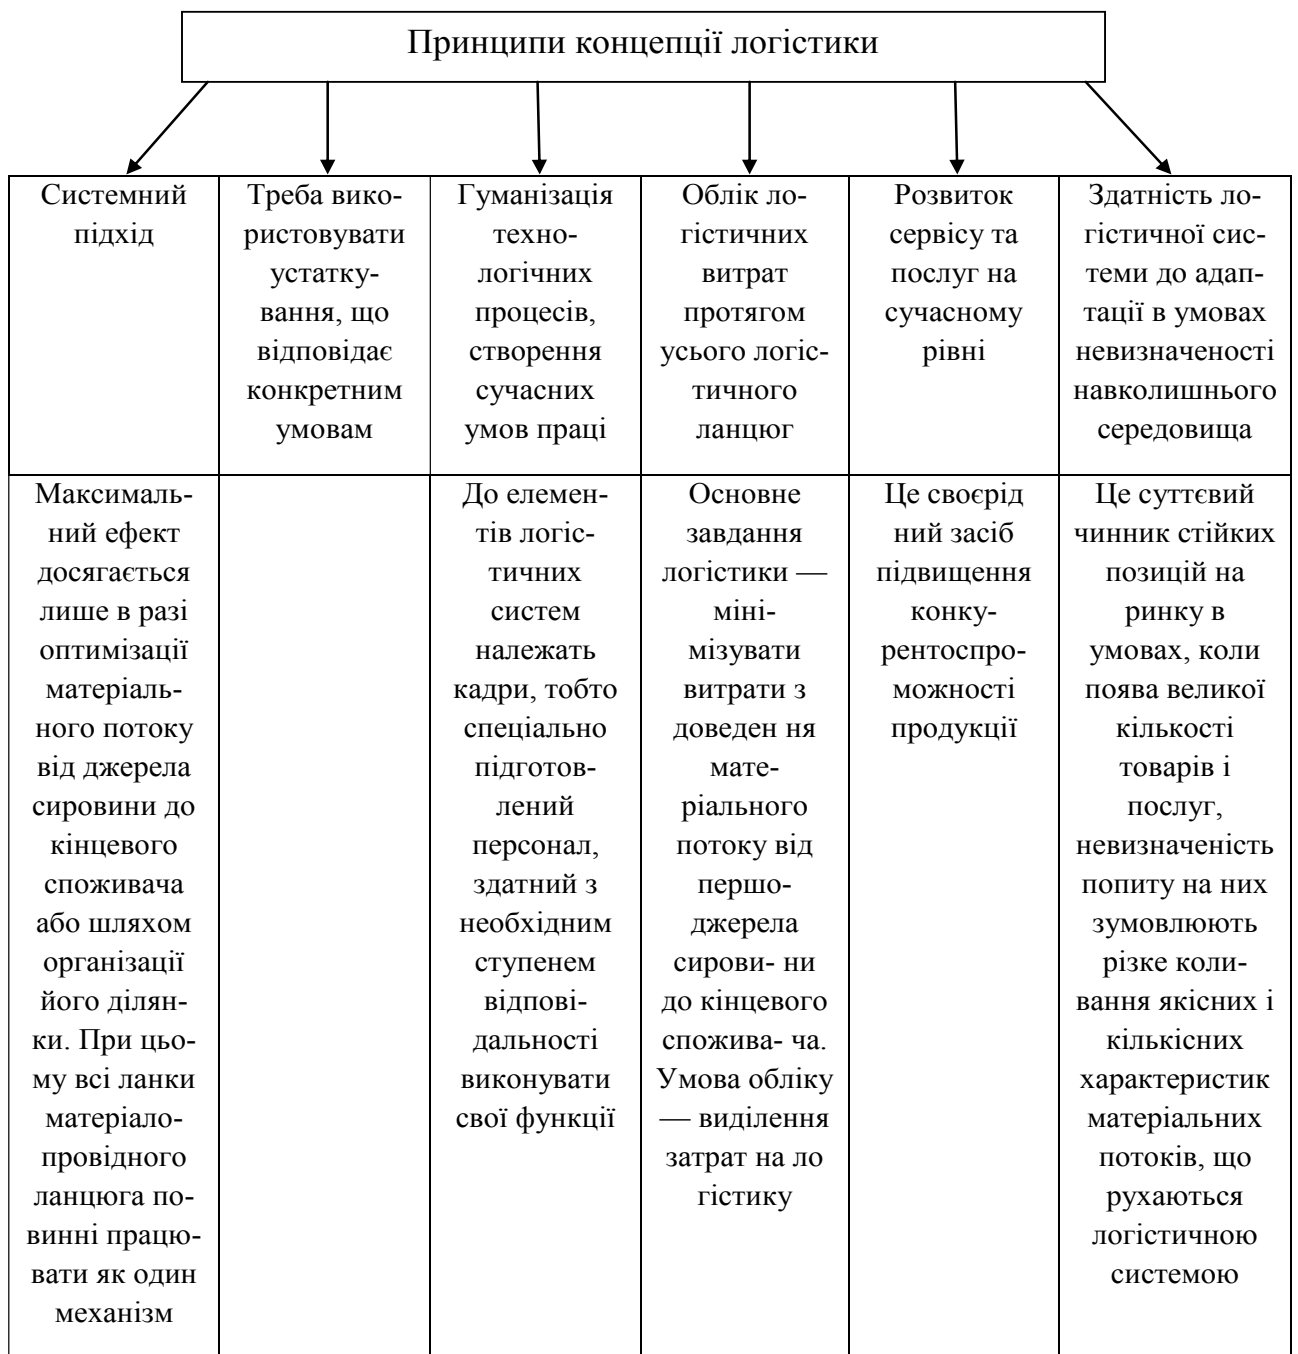 Принципи концепції логістики
Системний
підхід
Треба вико-
ристовувати
устатку-
вання, що
відповідає
конкретним
умовам
Гуманізація
техно-
логічних
процесів,
створення
сучасних
умов праці
Облік ло-
гістичних
витрат
протягом
усього логіс-
тичного
ланцюг
Розвиток
сервісу та
послуг на
сучасному
рівні
Здатність ло-
гістичної сис-
теми до адап-
тації в умовах
невизначеності
навколишнього
середовища
Максималь-
ний ефект
досягається
лише в разі
оптимізації
матеріаль-
ного потоку
від джерела
сировини до
кінцевого
споживача
або шляхом
організації
його ділян-
ки. При цьо-
му всі ланки
матеріало-
провідного
ланцюга по-
винні працю-
вати як один
механізм
До елемен-
тів логіс-
тичних
систем
належать
кадри, тобто
спеціально
підготов-
лений
персонал,
здатний з
необхідним
ступенем
відпові-
дальності
виконувати
свої функції
Основне
завдання
логістики —
міні-
мізувати
витрати з
доведен ня
мате-
ріального
потоку від
першо-
джерела
сирови- ни
до кінцевого
спожива- ча.
Умова обліку
— виділення
затрат на ло
гістику
Це своєрід
ний засіб
підвищення
конку-
рентоспро-
можності
продукції
Це суттєвий
чинник стійких
позицій на
ринку в
умовах, коли
поява великої
кількості
товарів і
послуг,
невизначеність
попиту на них
зумовлюють
різке коли-
вання якісних і
кількісних
характеристик
матеріальних
потоків, що
рухаються
логістичною
системою